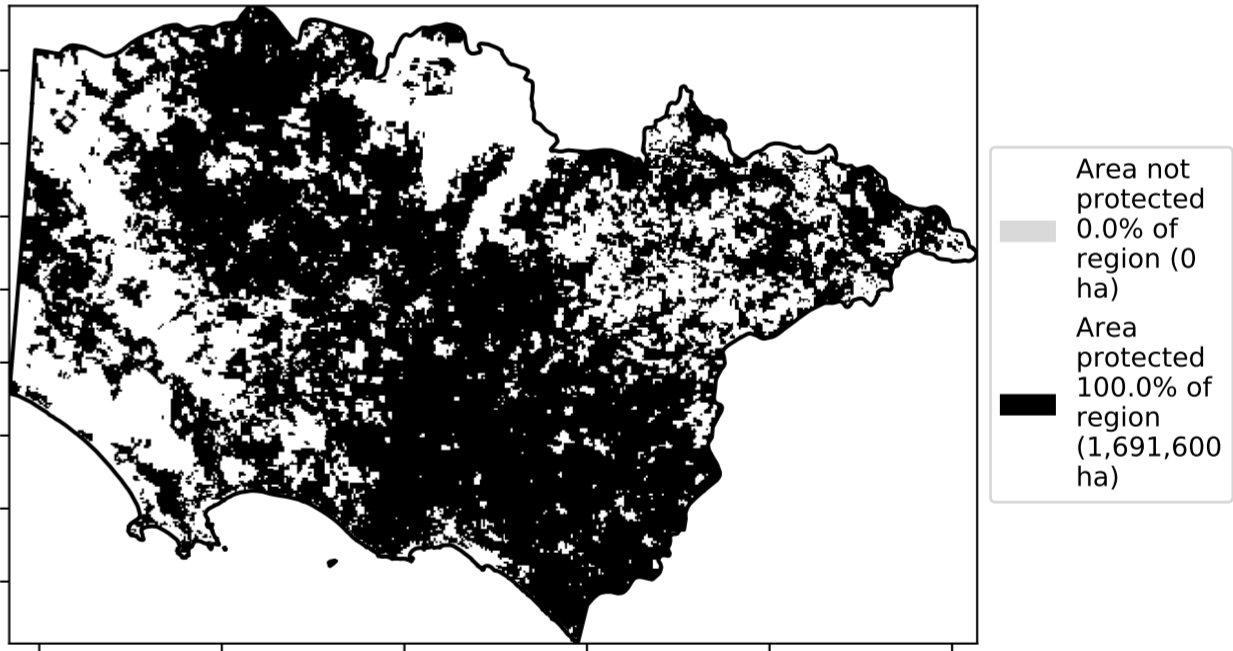 Area not
protected
0.0% of
region (0
ha)
Area
protected
100.0% of
region
(1,691,600
ha)